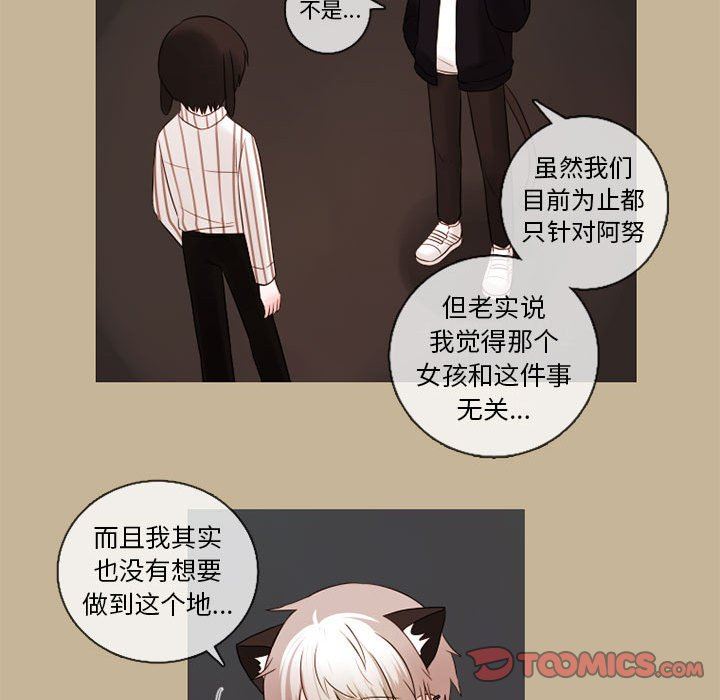 不是...
虽然我们
目前为止都
只针对阿努
但老实说
我觉得那个
女孩和这件事
无关...
而且我其实
也没有想要
做到这个地...
TOOMICS.COM